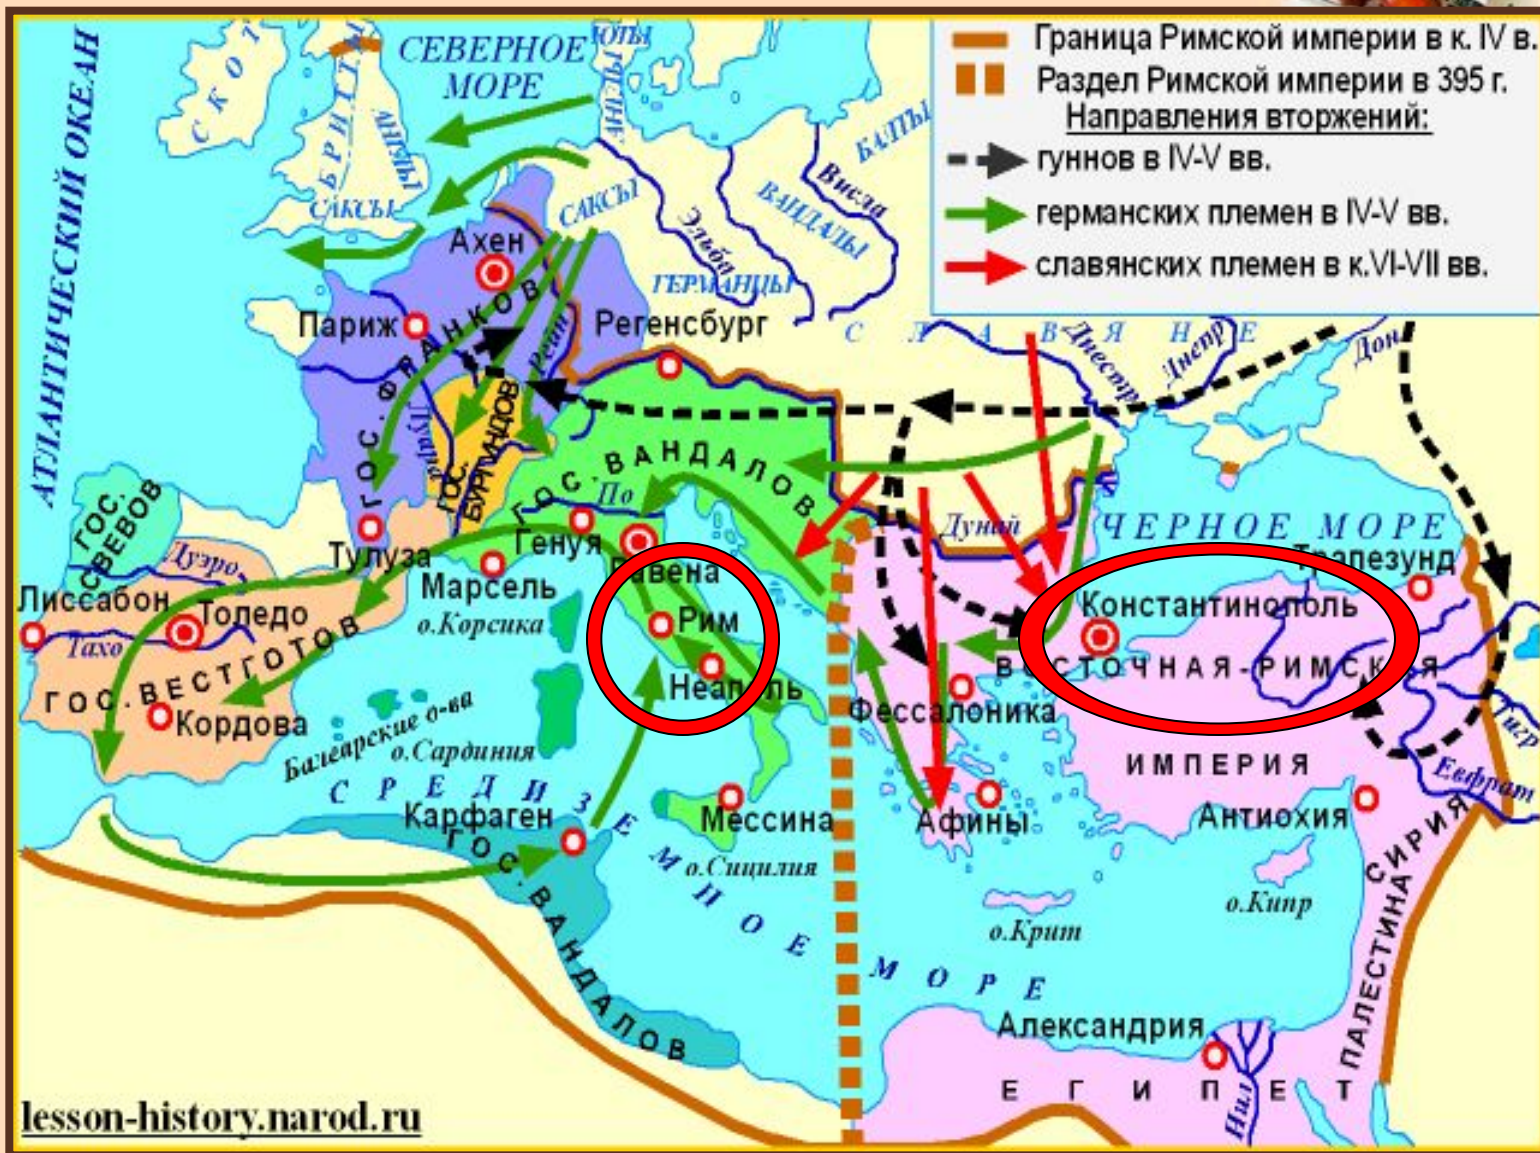 Граница Римской империи в к. IV в.
Раздел Римской империи в 395 г.
Направления вторжений:
гуннов в IV-V вв.
германских племен в IV-V вв.
славянских племен в к.VI-VII вв.
АТЛАНТИЧЕСКИЙ ОКЕАН
СКОТ
БРИТТЫ
СЕВЕРНОЕ
МОРЕ
ЮТЫ
САКСЫ
САКСЫ
Эльба
ВАНДАЛЫ
Висла
БАЛТЫ
ГЕРМАНЦЫ
СЛАВЯНЕ
Днестр
Днепр
Дон
Ахен
Париж
ГОС. ФРАНКОВ
Рейн
Регенсбург
Луара
ГОС.
БУРГУНДОВ
ГОС. ВАНДАЛОВ
По
Дунай
ЧЕРНОЕ МОРЕ
ГОС.
СВЕВОВ
Дуэро
Тулуза
Генуя
Равена
Марсель
Трапезунд
Лиссабон
Толедо
о.Корсика
Рим
Константинополь
Тахо
ГОС. ВЕСТГОТОВ
Неаполь
ВОСТОЧНАЯ-РИМСКАЯ
Кордова
Балеарские о-ва
о.Сардиния
Фессалоника
ИМПЕРИЯ
Тигр
Евфрат
СРЕДИЗЕМНОЕ МОРЕ
Карфаген
Мессина
Афины
Антиохия
СИРИЯ
ГОС. ВАНДАЛОВ
о.Сицилия
о.Крит
о.Кипр
ПАЛЕСТИНА
Александрия
ЕГИПЕТ
Нил
lesson-history.narod.ru